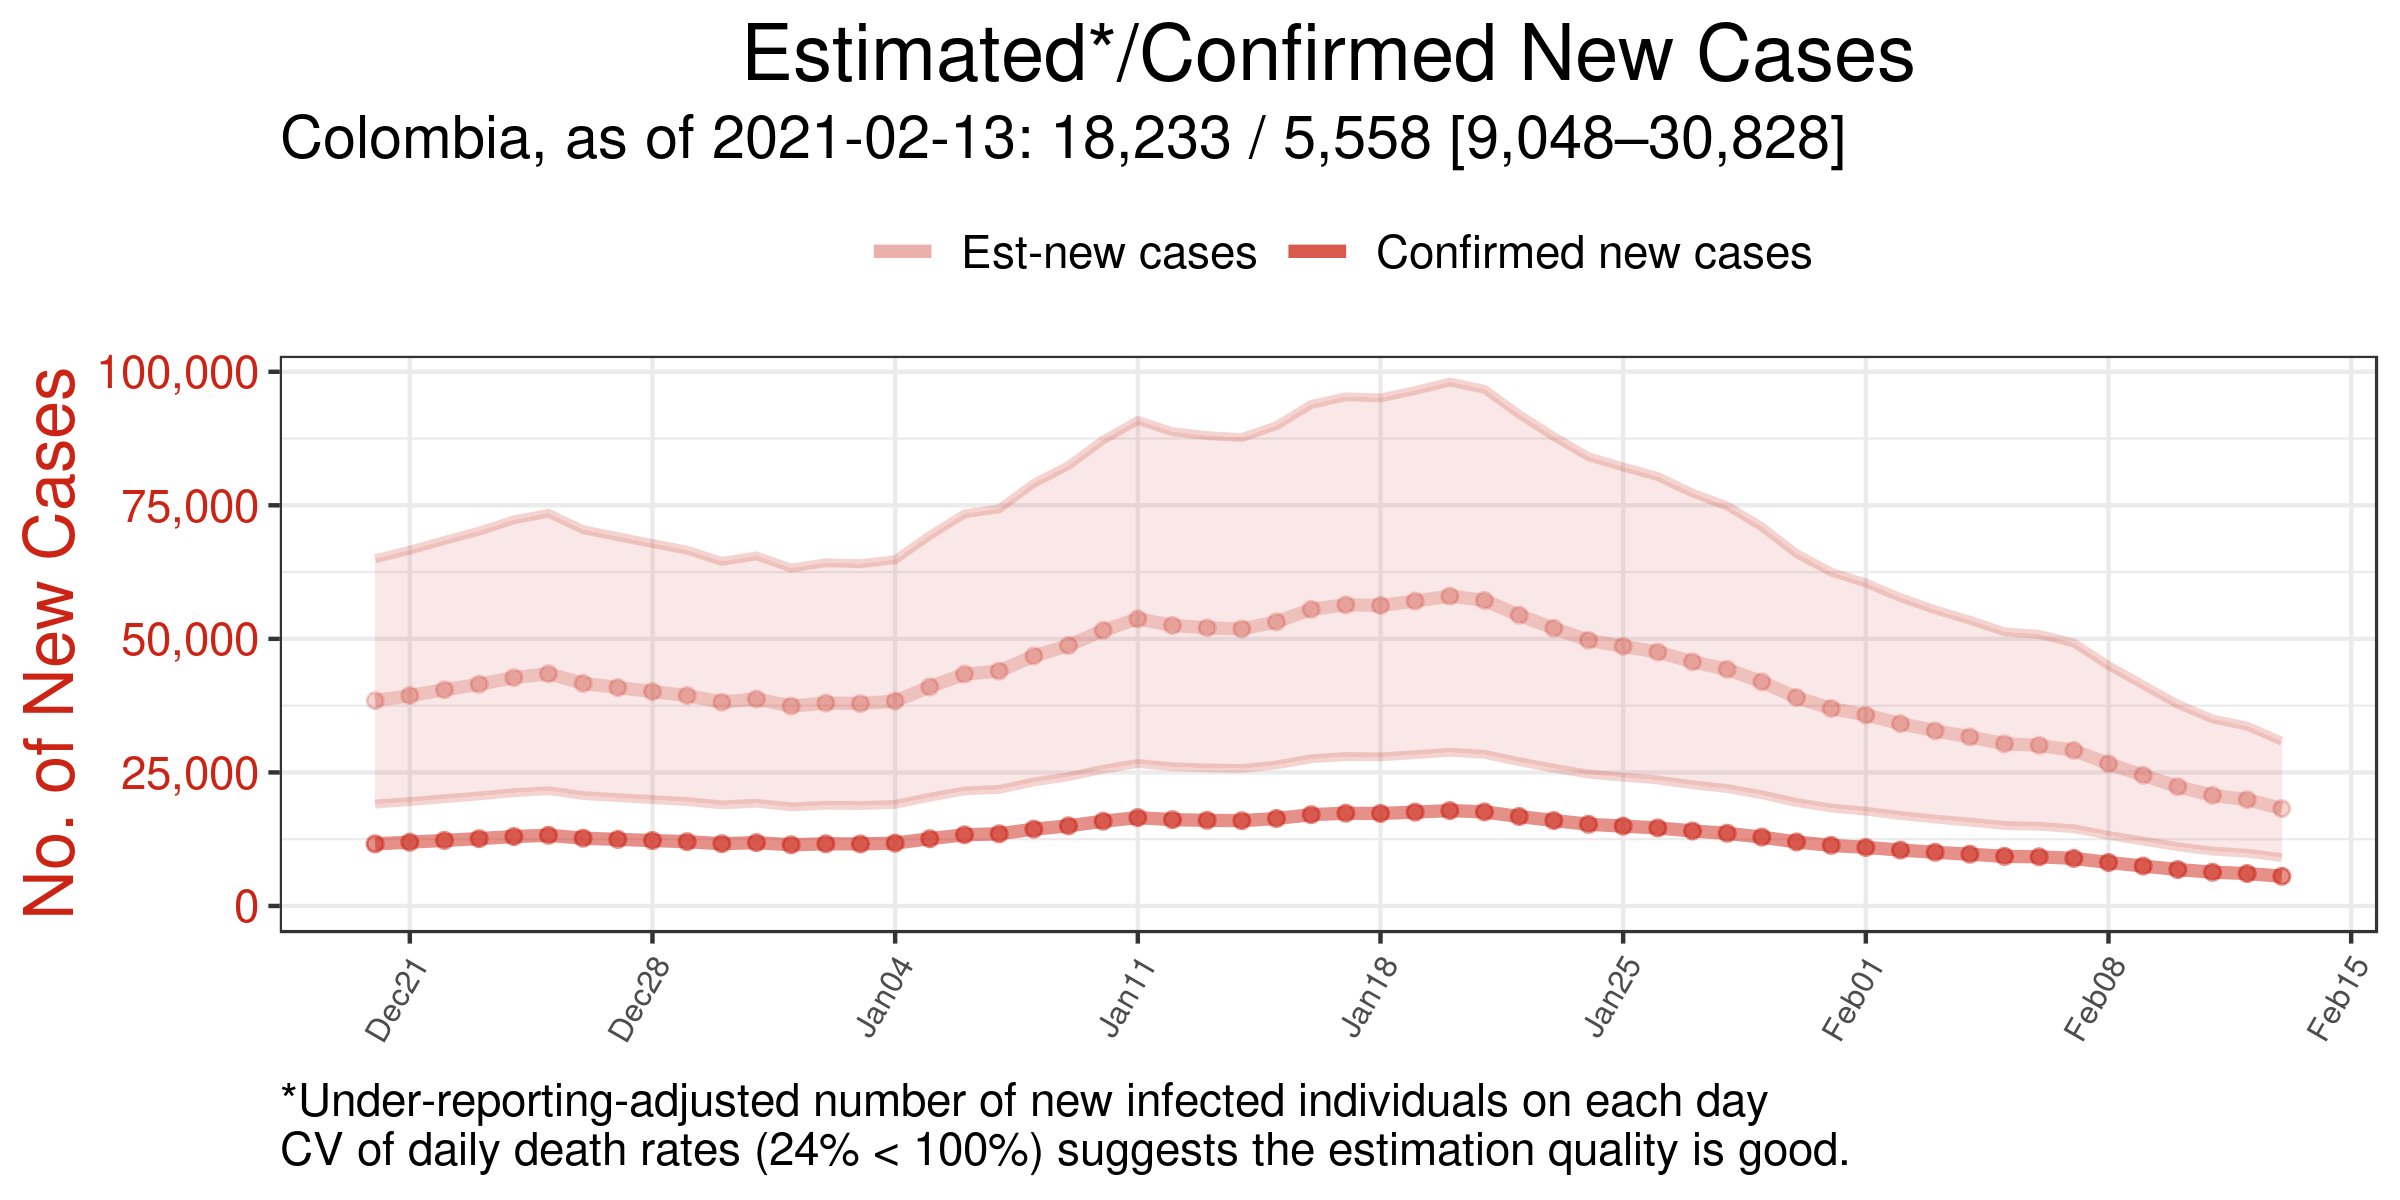 Estimated*/Confirmed New Cases
Colombia, as of 2021-02-13: 18,233 / 5,558 [9,048–30,828]
Est-new cases Confirmed new cases
No. of New Cases
100,000
75,000
50,000
25,000
0
Dec21 Dec28 Jan04 Jan11 Jan18 Jan25 Feb01 Feb08 Feb15
*Under-reporting-adjusted number of new infected individuals on each day
CV of daily death rates (24% < 100%) suggests the estimation quality is good.